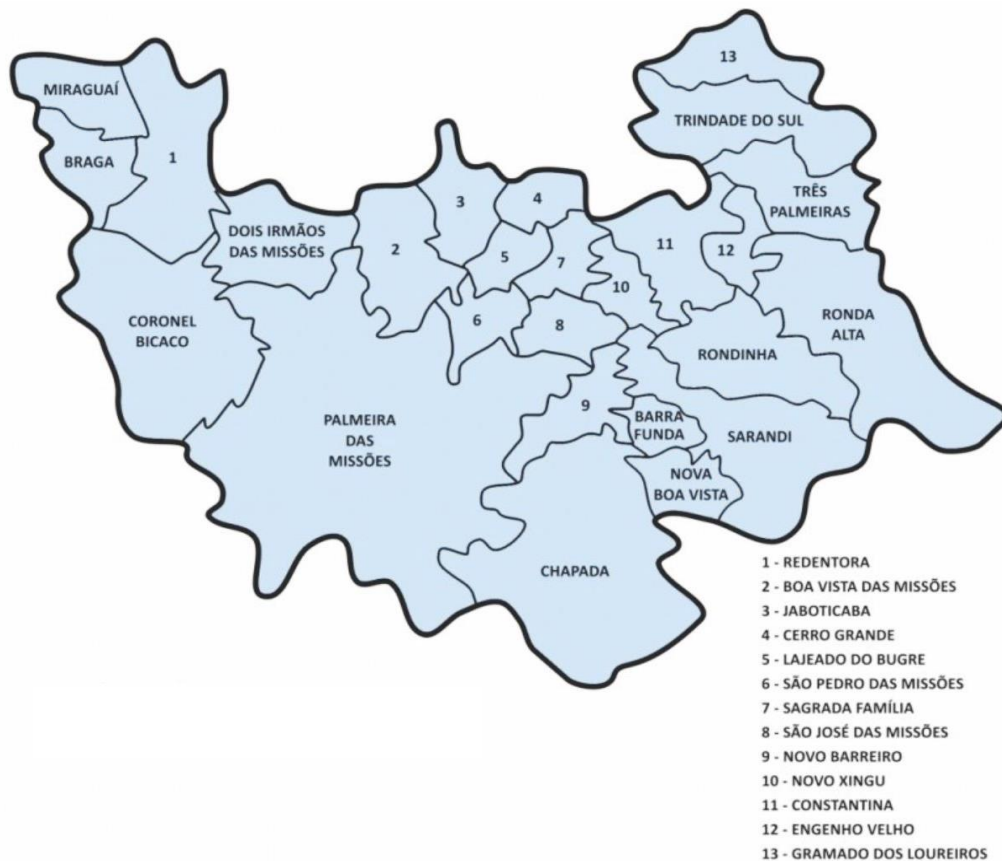 13
MIRAGUAÍ
TRINDADE DO SUL
BRAGA
1
TRÊS
PALMEIRAS
3
4
DOIS IRMÃOS
DAS MISSÕES
2
11
12
5
7
10
6
8
CORONEL
BICACO
RONDA
ALTA
RONDINHA
9
PALMEIRA
DAS
MISSÕES
BARRA
FUNDA
SARANDI
NOVA
BOA VISTA
CHAPADA
1 - REDENTORA
2 - BOA VISTA DAS MISSÕES
3 - JABOTICABA
4 - CERRO GRANDE
5 - LAJEADO DO BUGRE
6 - SÃO PEDRO DAS MISSÕES
7 - SAGRADA FAMÍLIA
8 - SÃO JOSÉ DAS MISSÕES
9 - NOVO BARREIRO
10 - NOVO XINGU
11 - CONSTANTINA
12 - ENGENHO VELHO
13 - GRAMADO DOS LOUREIROS